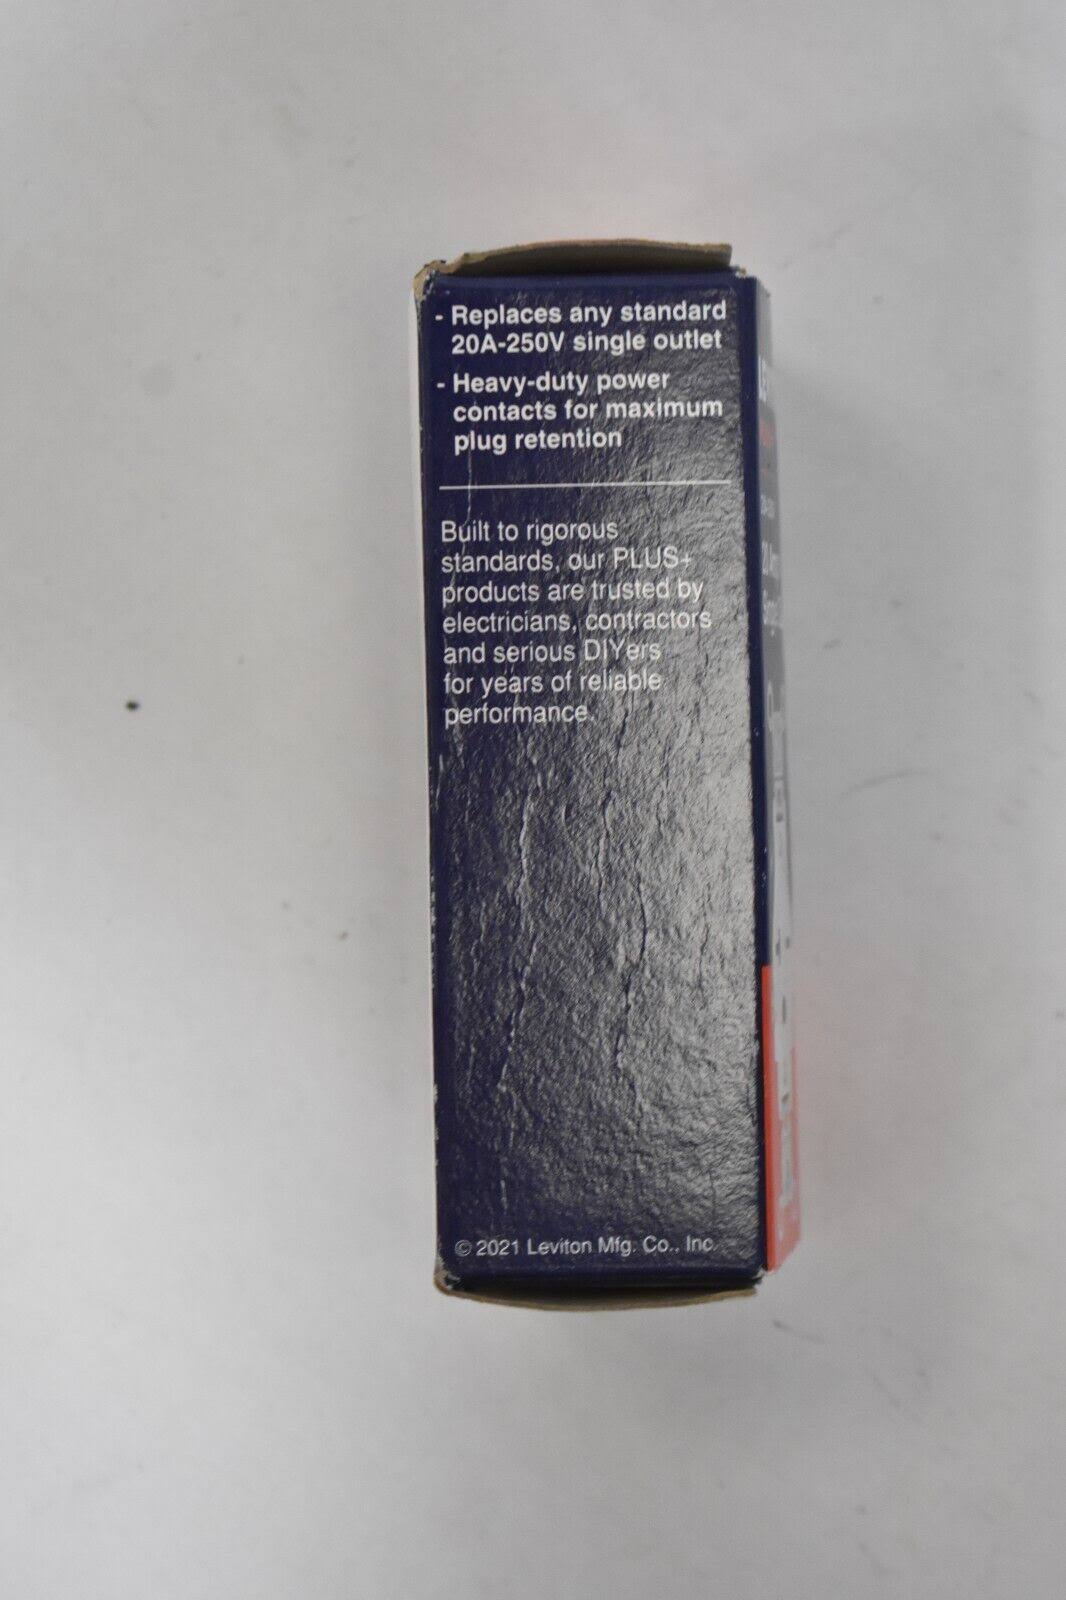 - Replaces any standard
20A-250V single outlet
- Heavy-duty power
contacts for maximum
plug retention
Built to rigorous
standards, our PLUS+
products are trusted by
electricians, contractors
and serious DIYers
for years of reliable
performance.
© 2021 Leviton Mfg. Co., Inc.